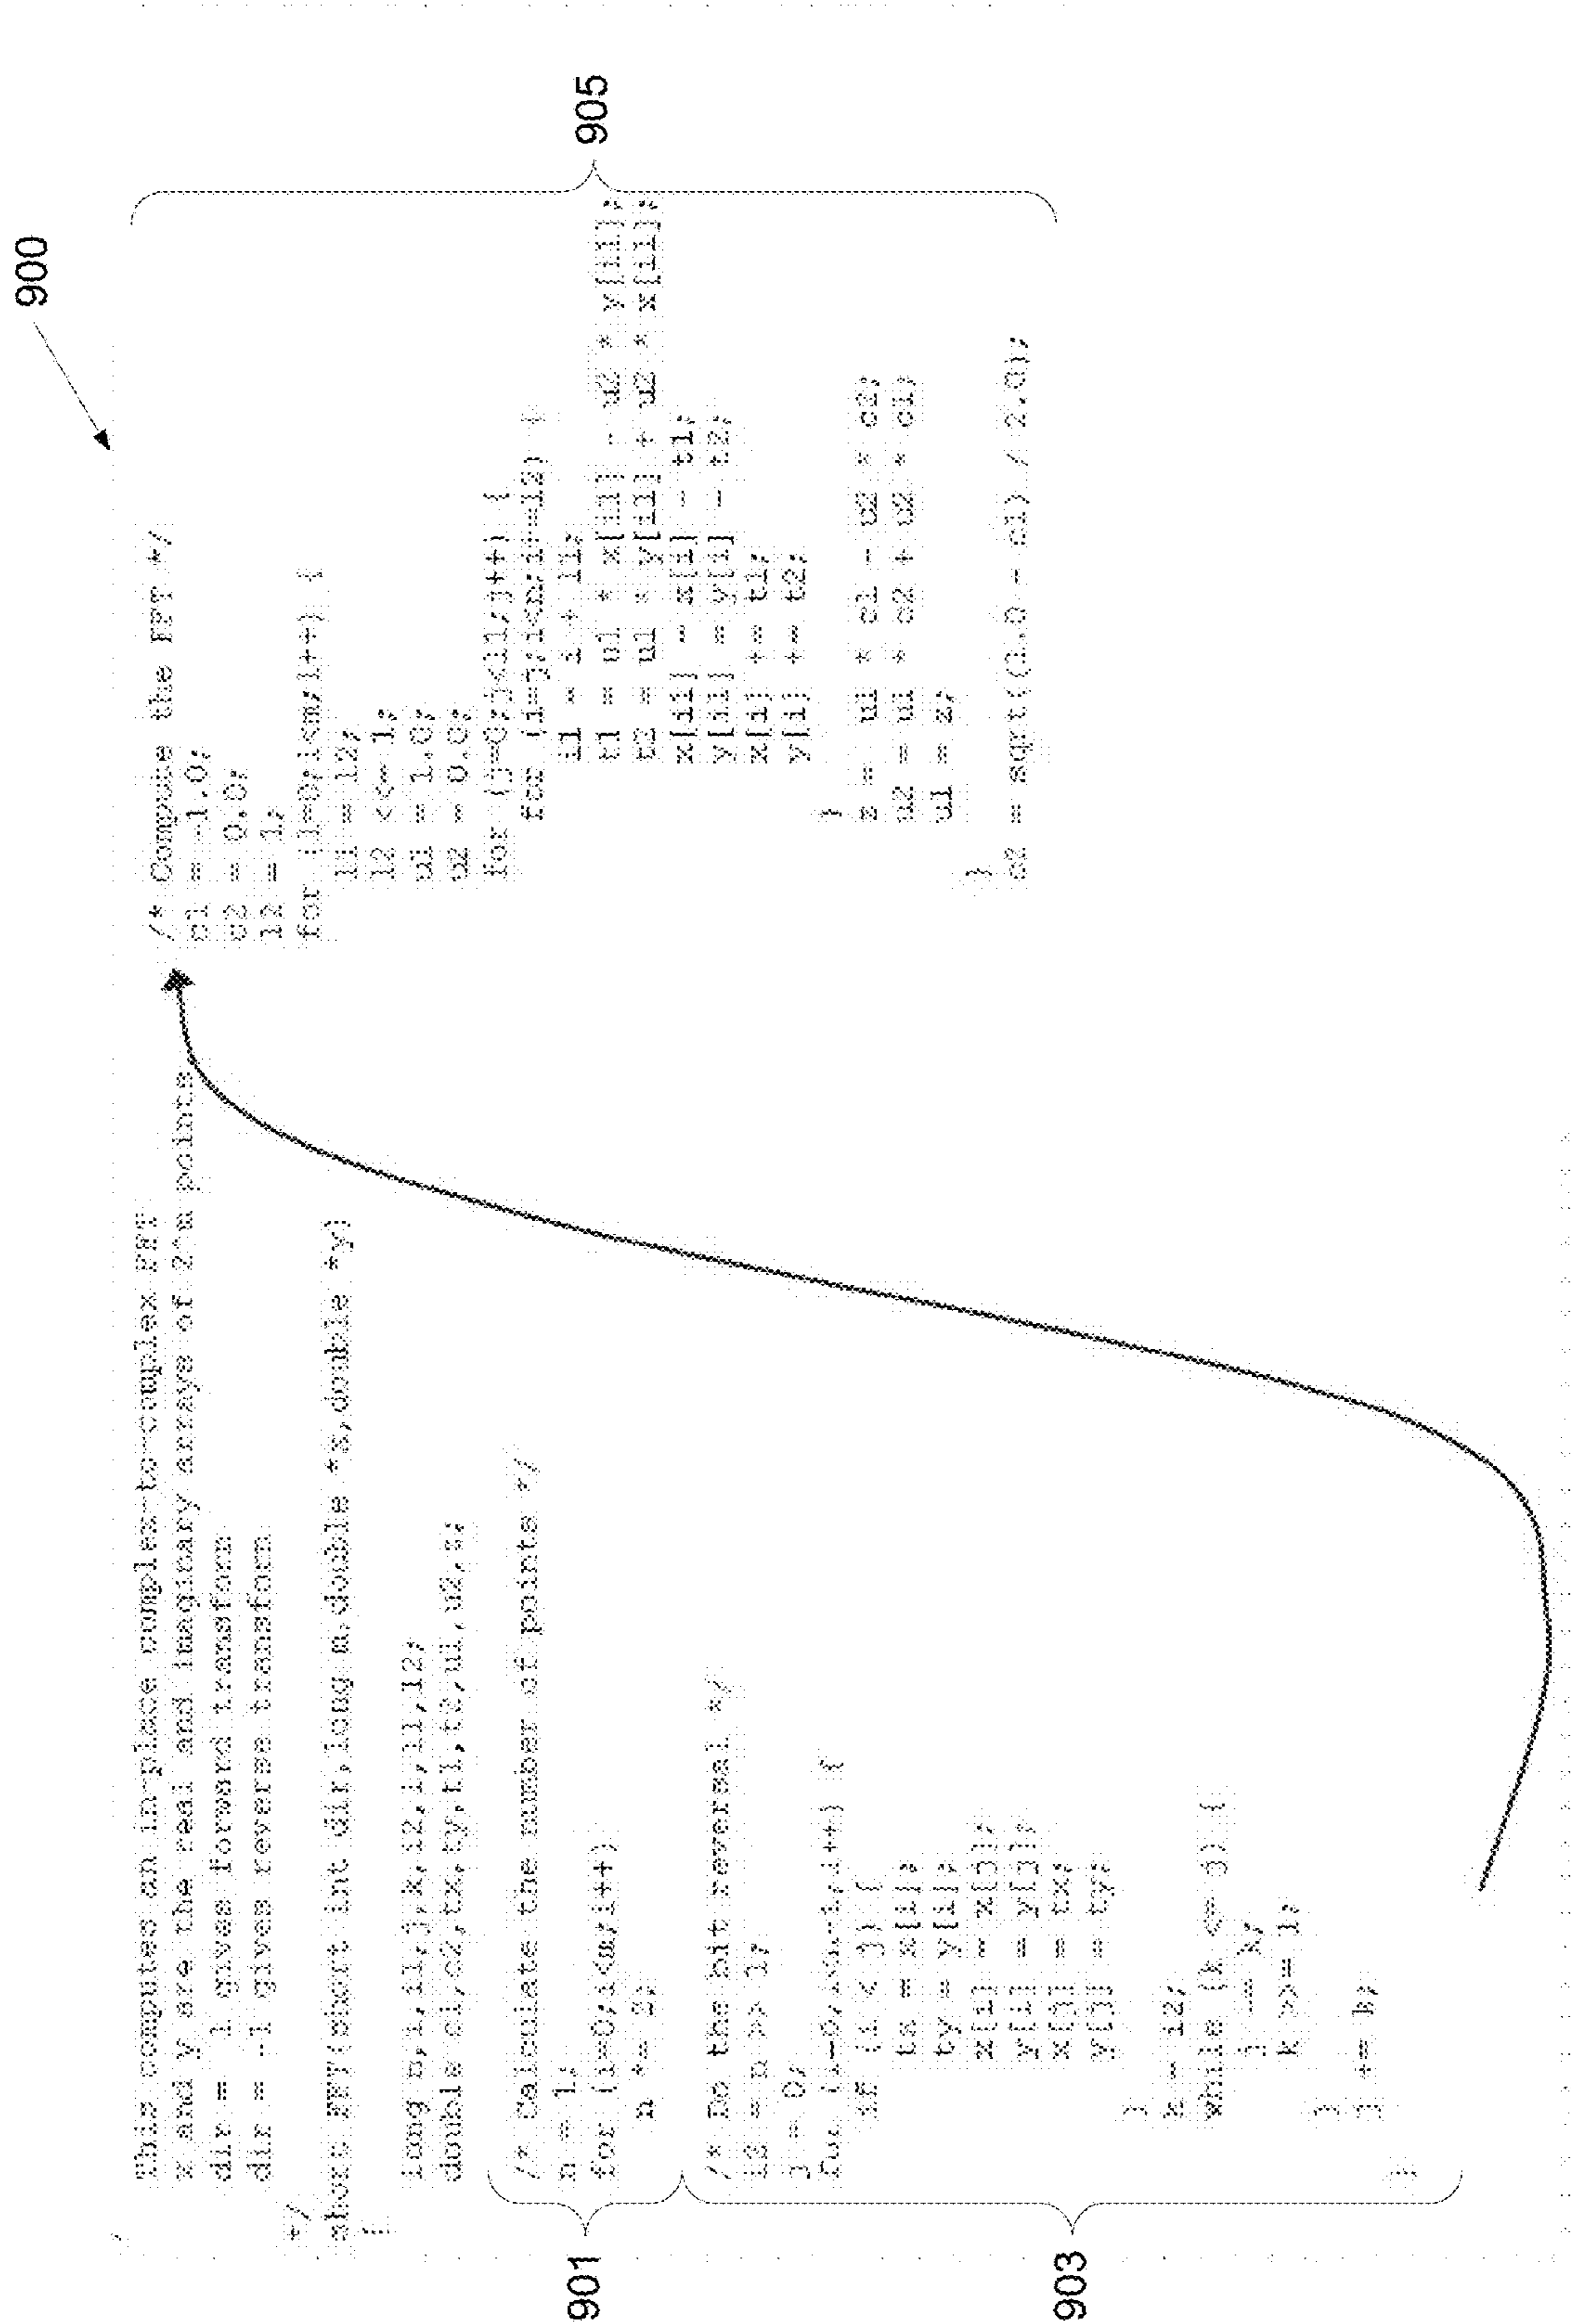 900
This computes an in-place complex-to-complex FFT
x and y are the real and imaginary arrays of 2^m points.
dir = 1 gives forward transform
dir = -1 gives reverse transform
*/
short FFT(short int dir,long m,double *x,double *y)
{
long n,i,i1,j,k,i2,l,l1,l2;
double c1,c2,tx,ty,t1,t2,u1,u2,z;
901
/* Calculate the number of points */
n = 1;
for (i=0;i<m;i++)
n *= 2;
903
/* Do the bit reversal */
i2 = n >> 1;
j = 0;
for (i=0;i<n-1;i++) {
if (i < j) {
tx = x[i];
ty = y[i];
x[i] = x[j];
y[i] = y[j];
x[j] = tx;
y[j] = ty;
}
k = i2;
while (k <= j) {
j -= k;
k >>= 1;
}
j += k;
}
905
/* Compute the FFT */
c1 = -1.0;
c2 = 0.0;
l2 = 1;
for (l=0;l<m;l++) {
l1 = l2;
l2 <<= 1;
u1 = 1.0;
u2 = 0.0;
for (j=0;j<l1;j++) {
for (i=j;i<n;i+=l2) {
i1 = i + l1;
t1 = u1 * x[i1] - u2 * y[i1];
t2 = u1 * y[i1] + u2 * x[i1];
x[i1] = x[i] - t1;
y[i1] = y[i] - t2;
x[i] += t1;
y[i] += t2;
}
z = u1 * c1 - u2 * c2;
u2 = u1 * c2 + u2 * c1;
u1 = z;
}
c2 = sqrt((1.0 - c1) / 2.0);